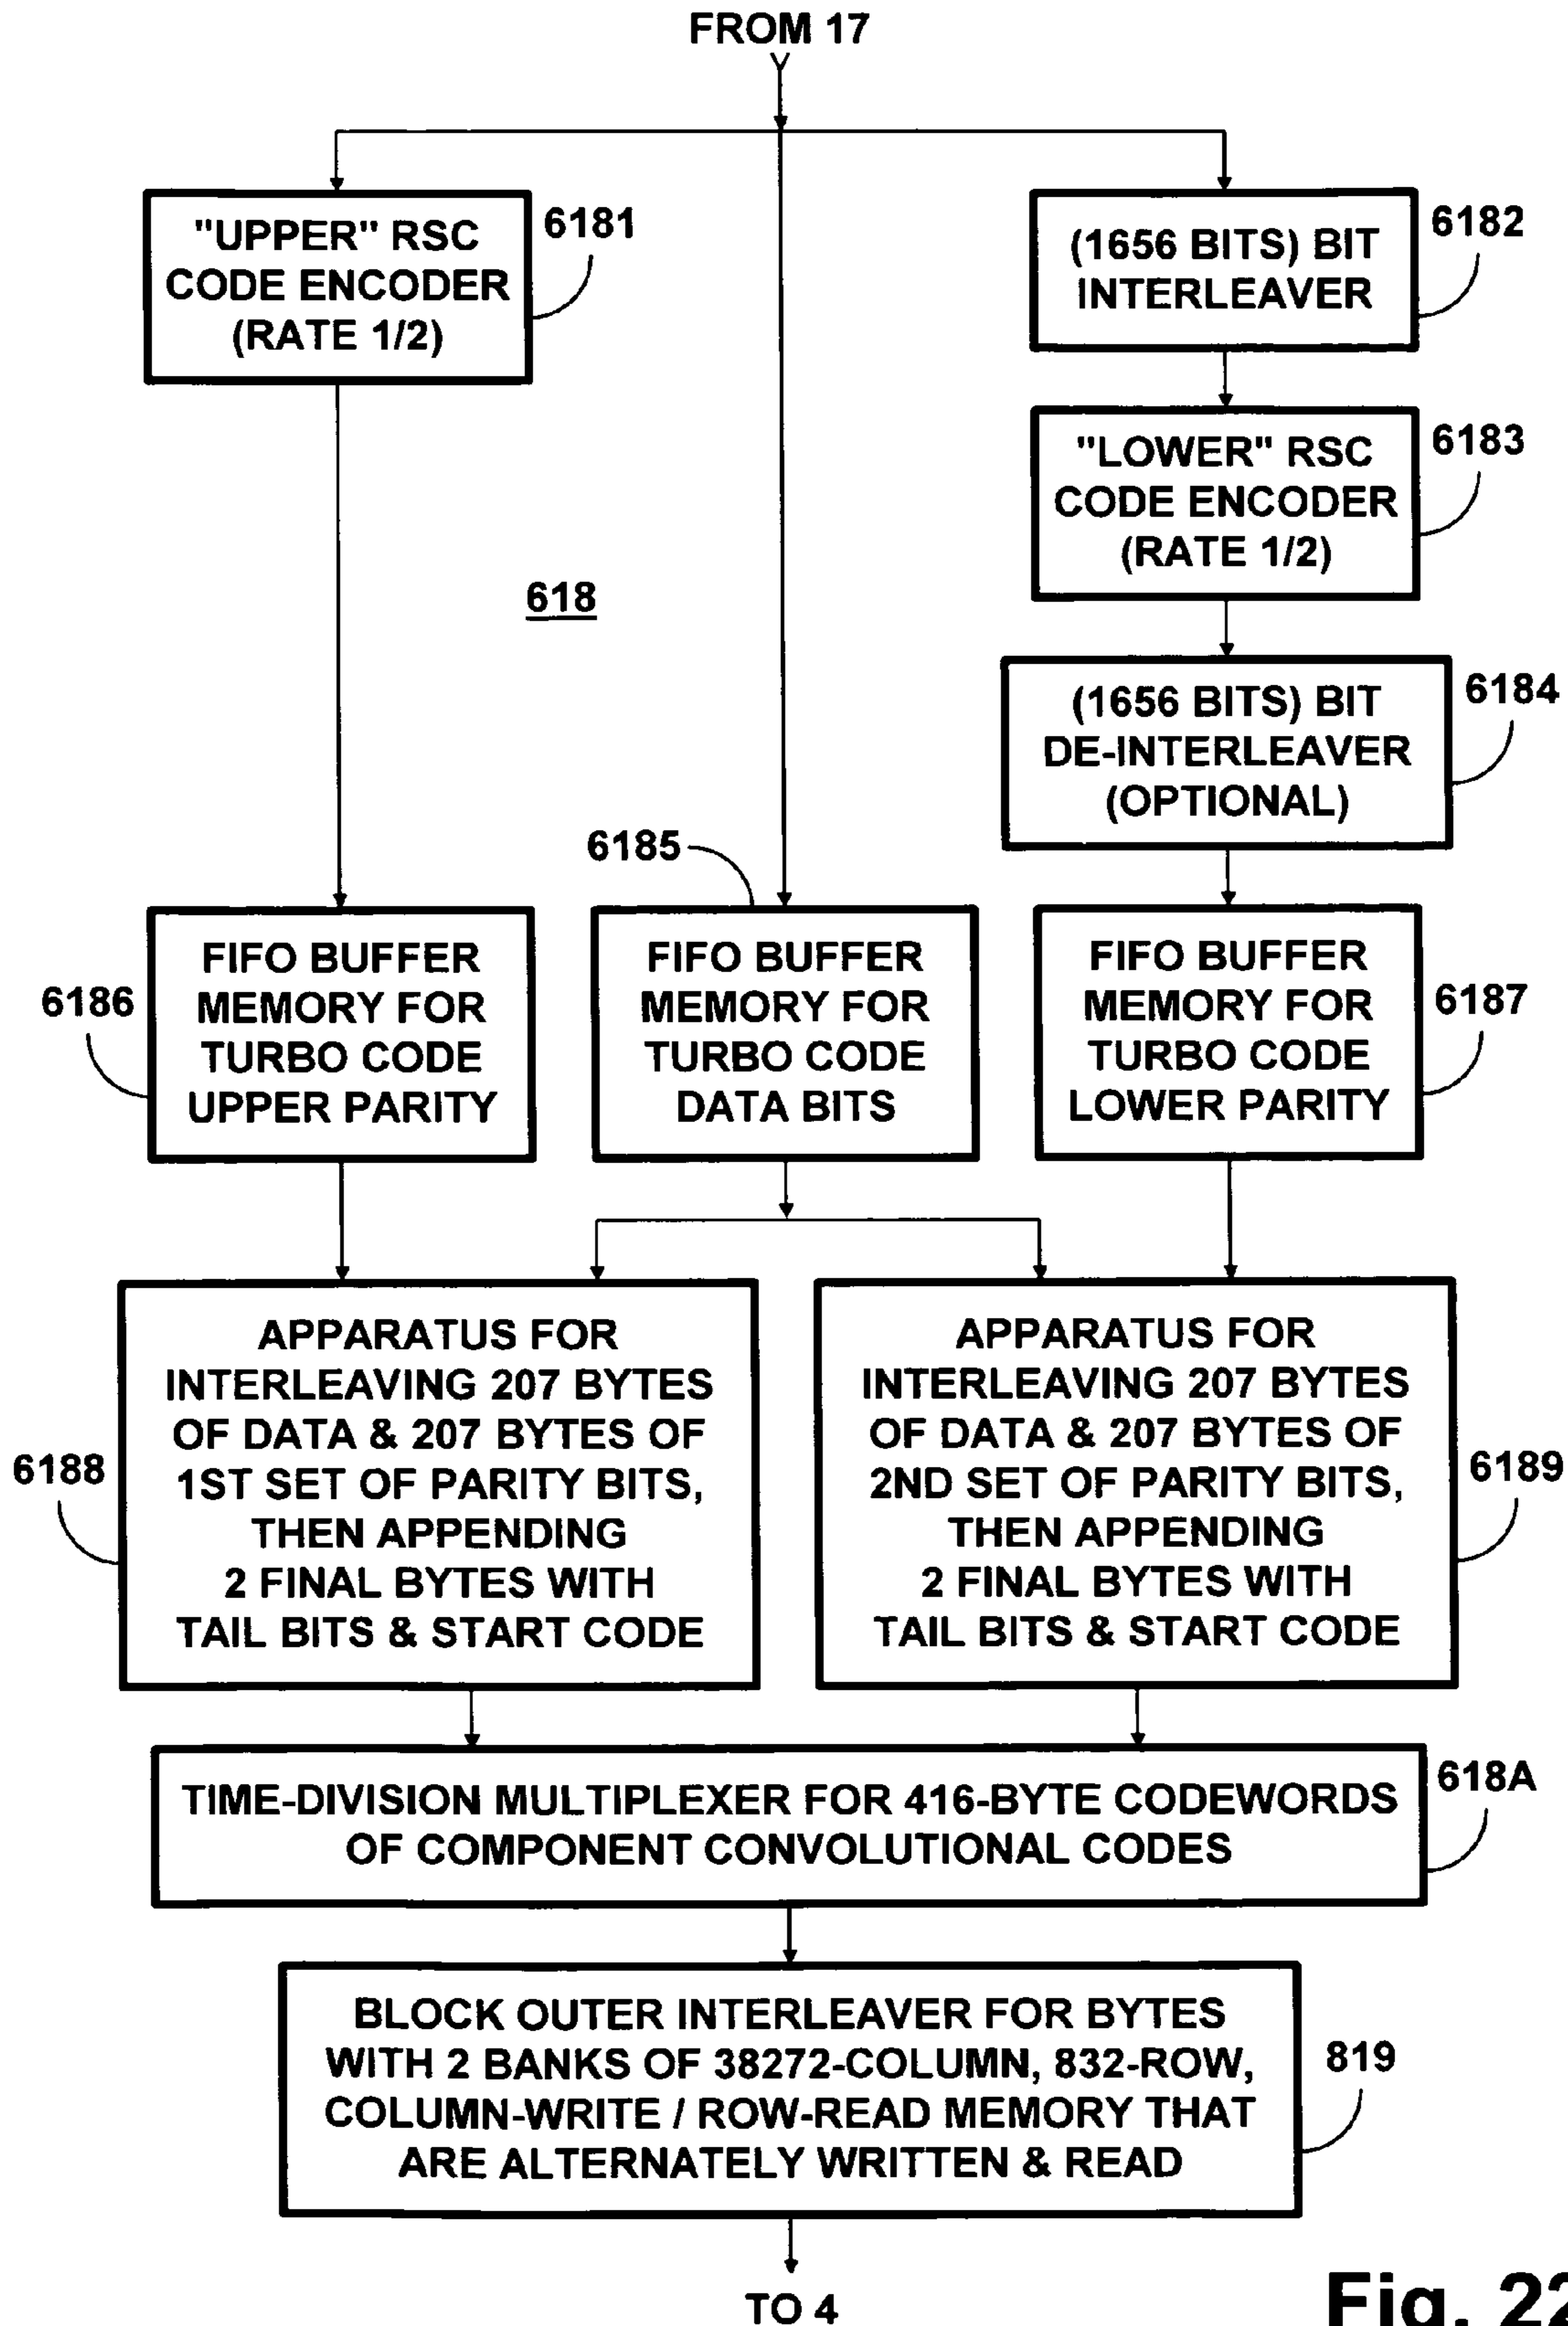 FROM 17
"UPPER" RSC
CODE ENCODER
(RATE 1/2)
6181
(1656 BITS) BIT
INTERLEAVER
6182
"LOWER" RSC
CODE ENCODER
(RATE 1/2)
6183
618
(1656 BITS) BIT
DE-INTERLEAVER
(OPTIONAL)
6184
6185
6186
FIFO BUFFER
MEMORY FOR
TURBO CODE
UPPER PARITY
FIFO BUFFER
MEMORY FOR
TURBO CODE
DATA BITS
FIFO BUFFER
MEMORY FOR
TURBO CODE
LOWER PARITY
6187
6188
APPARATUS FOR
INTERLEAVING 207 BYTES
OF DATA & 207 BYTES OF
1ST SET OF PARITY BITS,
THEN APPENDING
2 FINAL BYTES WITH
TAIL BITS & START CODE
APPARATUS FOR
INTERLEAVING 207 BYTES
OF DATA & 207 BYTES OF
2ND SET OF PARITY BITS,
THEN APPENDING
2 FINAL BYTES WITH
TAIL BITS & START CODE
6189
TIME-DIVISION MULTIPLEXER FOR 416-BYTE CODEWORDS
OF COMPONENT CONVOLUTIONAL CODES
618A
BLOCK OUTER INTERLEAVER FOR BYTES
WITH 2 BANKS OF 38272-COLUMN, 832-ROW,
COLUMN-WRITE / ROW-READ MEMORY THAT
ARE ALTERNATELY WRITTEN & READ
819
TO 4
Fig. 22